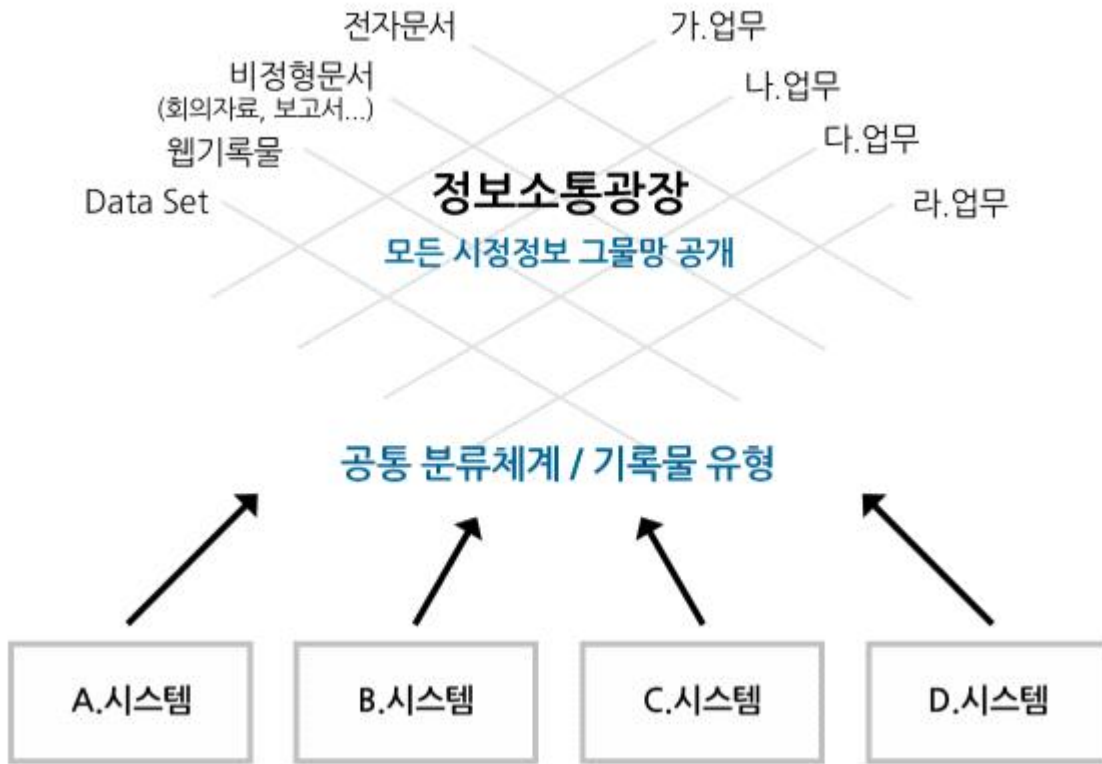 전자문서
가.업무
비정형문서
(회의자료, 보고서...)
나.업무
웹기록물
다.업무
Data Set
정보소통광장
라.업무
모든 시정정보 그물망 공개
공통 분류체계 / 기록물 유형
A.시스템
B.시스템
C.시스템
D.시스템